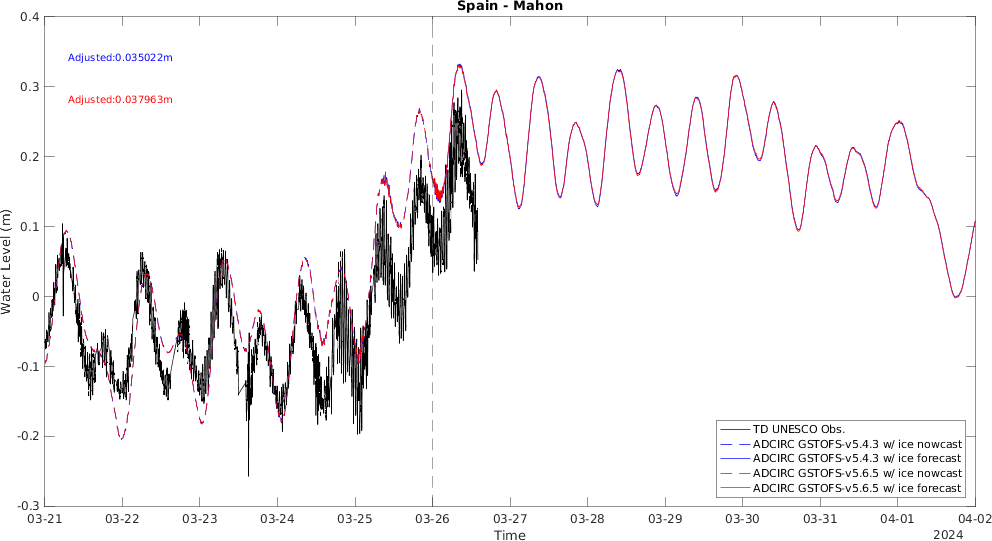 Spain - Mahon
Adjusted:0.035022m
Adjusted:0.037963m
Water Level (m)
0.4
0.3
0.2
0.1
0
-0.1
-0.2
-0.3
TD UNESCO Obs.
ADCIRC GSTOFS-v5.4.3 w/ ice nowcast
ADCIRC GSTOFS-v5.4.3 w/ ice forecast
ADCIRC GSTOFS-v5.6.5 w/ ice nowcast
ADCIRC GSTOFS-v5.6.5 w/ ice forecast
03-21 03-22 03-23 03-24 03-25 03-26 03-27 03-28 03-29 03-30 03-31 04-01 04-02
Time
2024